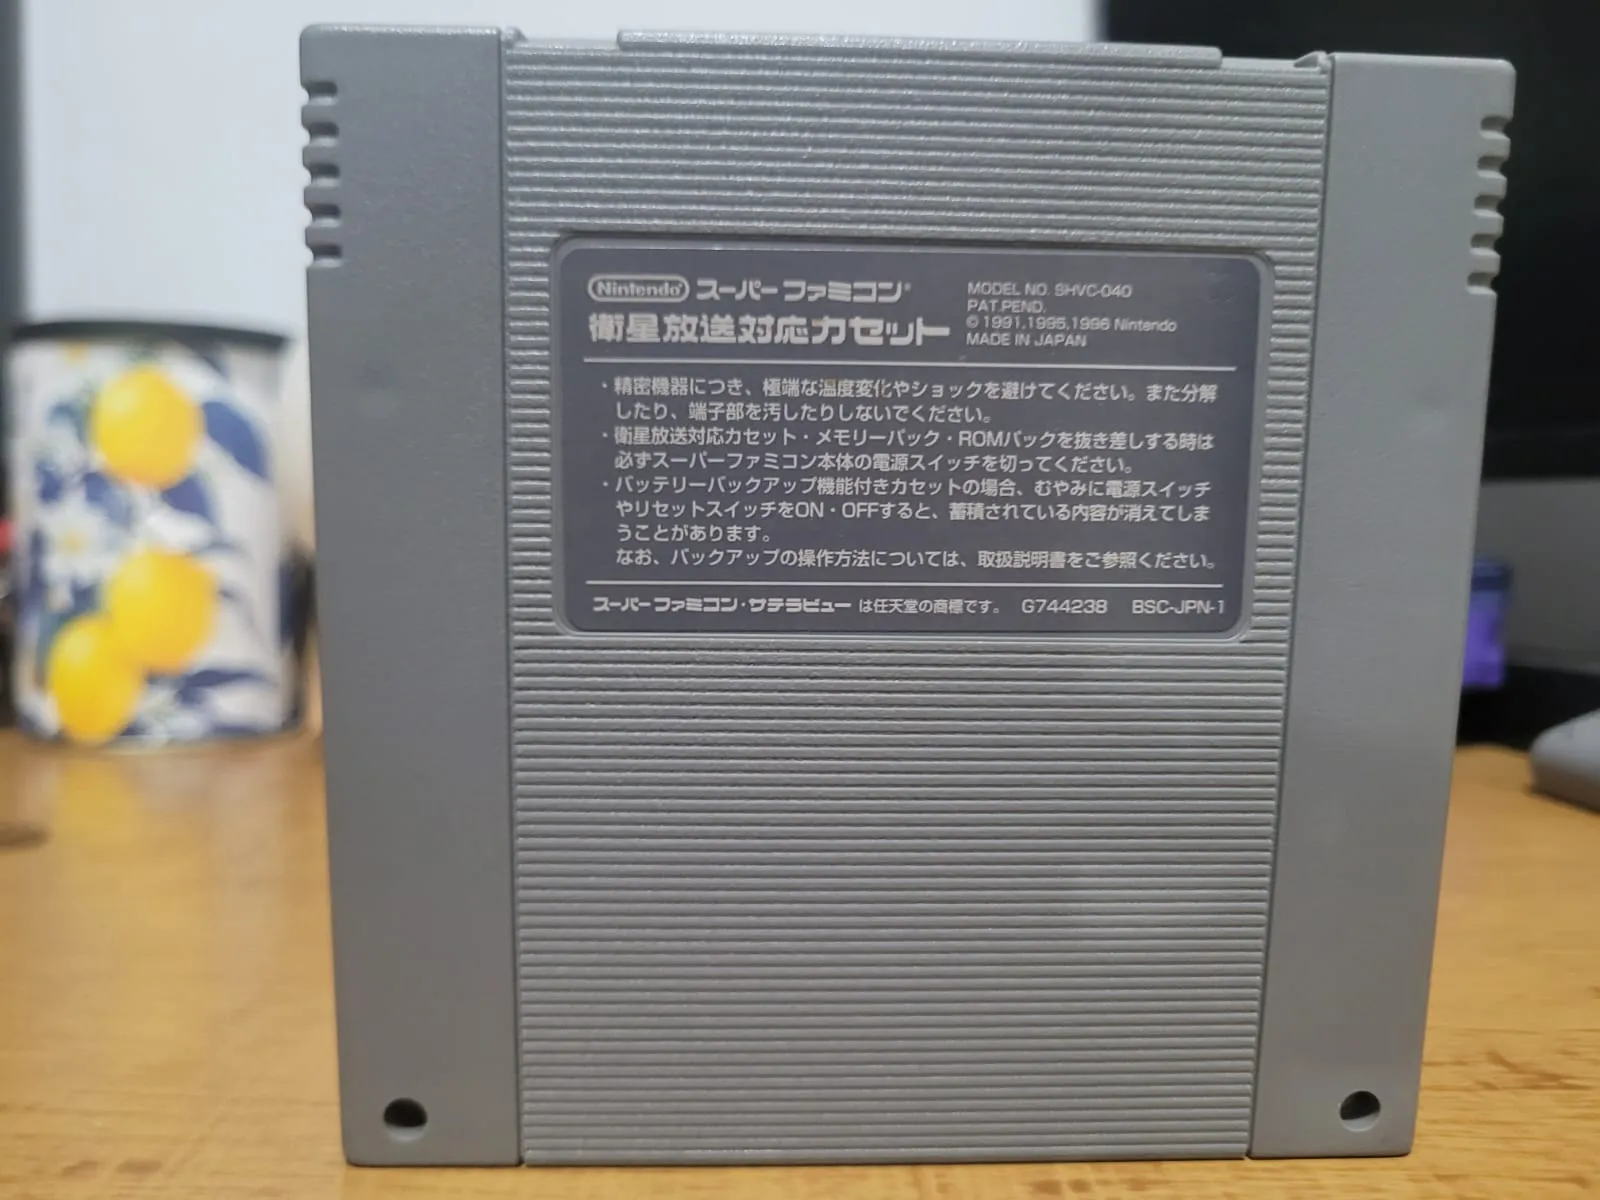 Nintendo スーパーファミコン®
衛星放送対応カセット
MODEL NO. SHVC-040
PAT.PEND.
© 1991,1995,1996 Nintendo
MADE IN JAPAN
・精密機器につき、極端な温度変化やショックを避けてください。また分解
したり、端子部を汚したりしないでください。
・衛星放送対応カセット・メモリーパック・ROMパックを抜き差しする時は
必ずスーパーファミコン本体の電源スイッチを切ってください。
・バッテリーバックアップ機能付きカセットの場合、むやみに電源スイッチ
やリセットスイッチをON・OFFすると、蓄積されている内容が消えてしま
うことがあります。
なお、バックアップの操作方法については、取扱説明書をご参照ください。
スーパーファミコン・サテラビュー は任天堂の商標です。 G744238 BSC-JPN-1